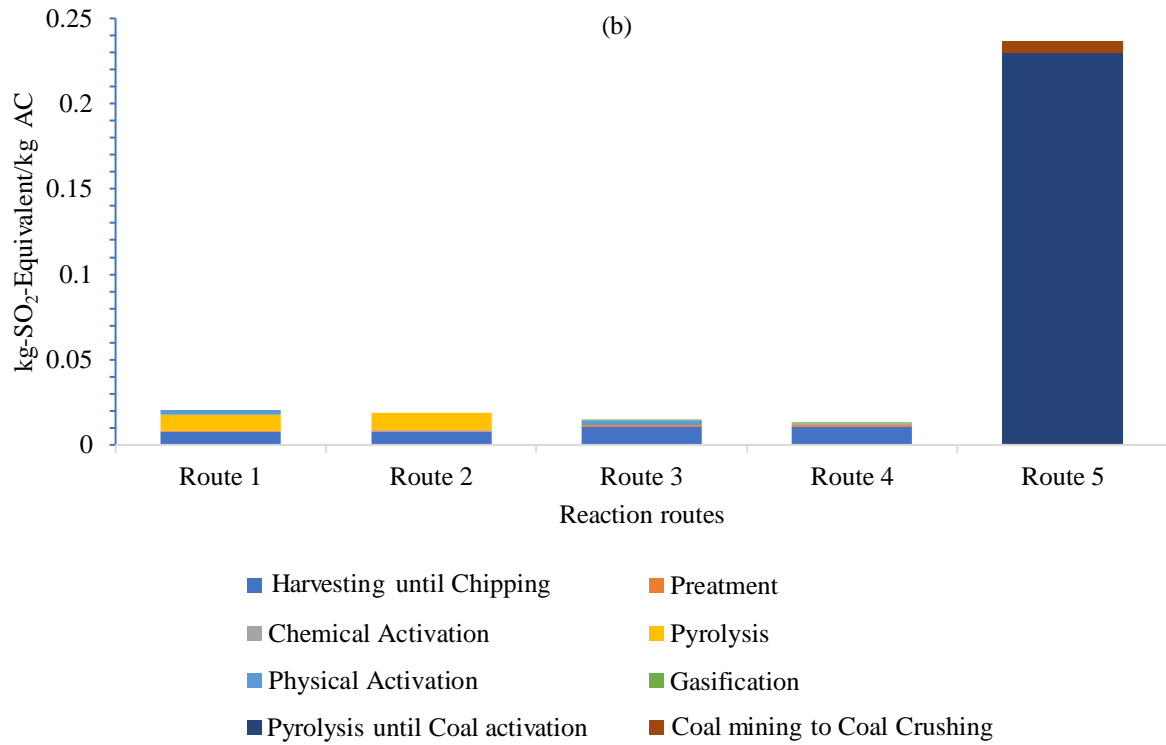 (b)
0.25
0.2
0.15
0.1
0.05
0
kg-SO₂-Equivalent/kg AC
Route 1 Route 2 Route 3 Route 4 Route 5
Reaction routes
Harvesting until Chipping Preatment
Chemical Activation Pyrolysis
Physical Activation Gasification
Pyrolysis until Coal activation Coal mining to Coal Crushing